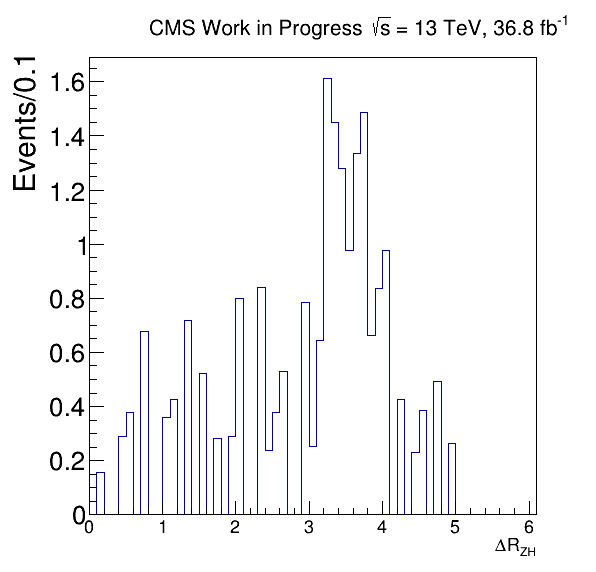 CMS Work in Progress √s = 13 TeV, 36.8 fb⁻¹
Events/0.1
1.6
1.4
1.2
1
0.8
0.6
0.4
0.2
0
0 1 2 3 4 5 6
ΔR_ZH